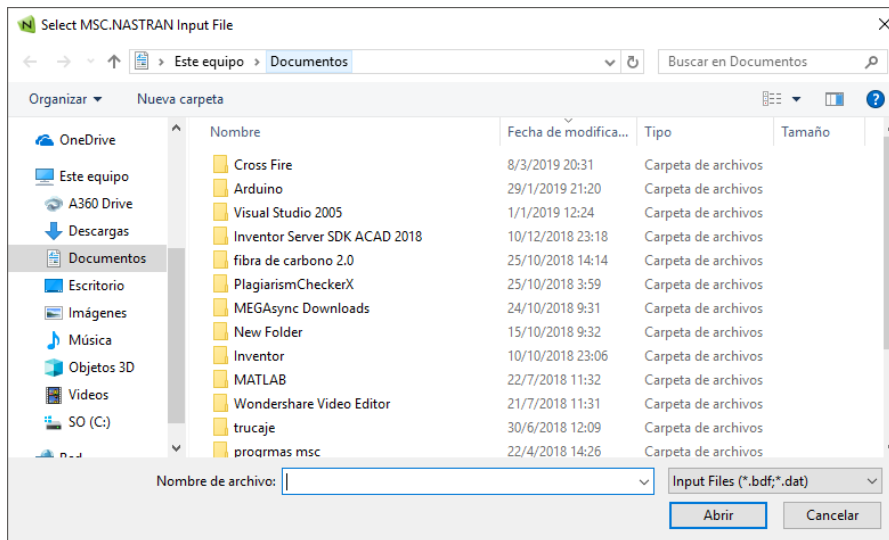 Select MSC.NASTRAN Input File
Este equipo > Documentos
Buscar en Documentos
Organizar
Nueva carpeta
Nombre
Fecha de modifica...
Tipo
Tamaño
OneDrive
Este equipo
A360 Drive
Descargas
Documentos
Escritorio
Imágenes
Música
Objetos 3D
Videos
SO (C:)
Red
Cross Fire 8/3/2019 20:31 Carpeta de archivos
Arduino 29/1/2019 21:20 Carpeta de archivos
Visual Studio 2005 1/1/2019 12:24 Carpeta de archivos
Inventor Server SDK ACAD 2018 10/12/2018 23:18 Carpeta de archivos
fibra de carbono 2.0 25/10/2018 14:14 Carpeta de archivos
PlagiarismCheckerX 25/10/2018 3:59 Carpeta de archivos
MEGAsync Downloads 24/10/2018 9:31 Carpeta de archivos
New Folder 15/10/2018 9:32 Carpeta de archivos
Inventor 10/10/2018 23:06 Carpeta de archivos
MATLAB 22/7/2018 11:32 Carpeta de archivos
Wondershare Video Editor 21/7/2018 11:31 Carpeta de archivos
trucaje 30/6/2018 12:09 Carpeta de archivos
progrmas msc 22/4/2018 14:26 Carpeta de archivos
Nombre de archivo:
Input Files (*.bdf;*.dat)
Abrir
Cancelar